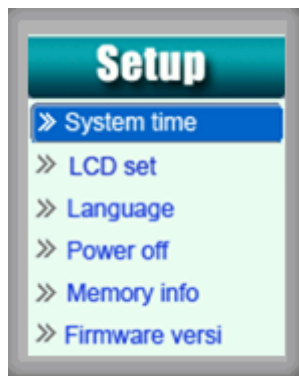 Setup
» System time
» LCD set
» Language
» Power off
» Memory info
» Firmware versi